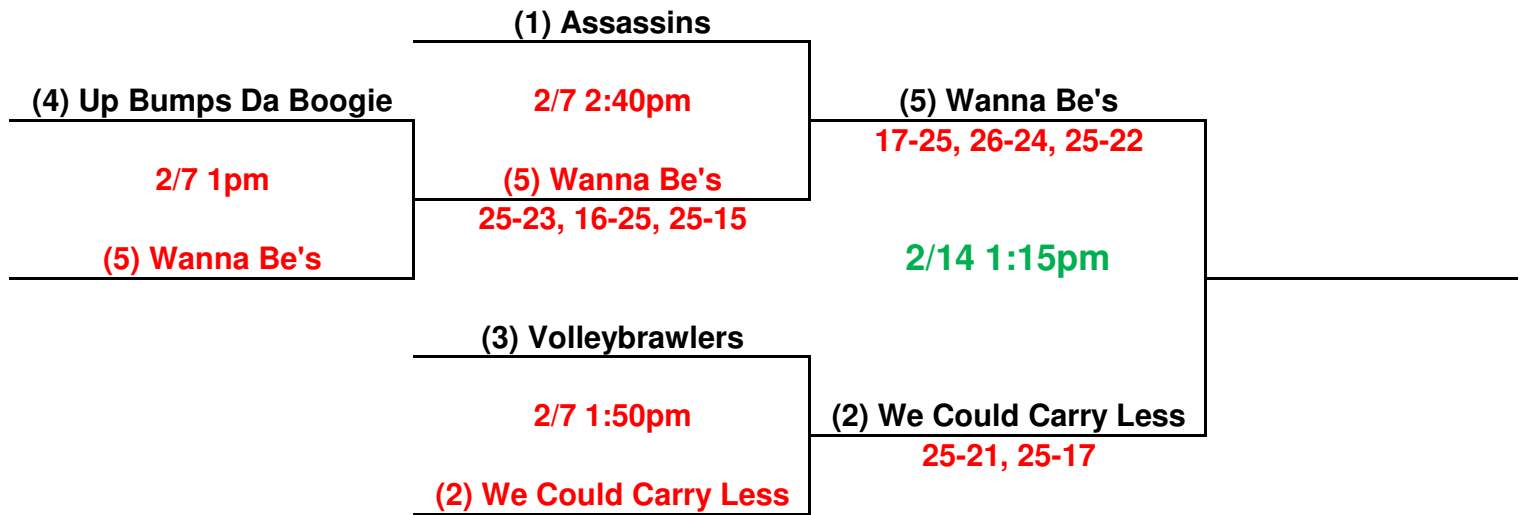 (1) Assassins
(4) Up Bumps Da Boogie
2/7 2:40pm
(5) Wanna Be's
17-25, 26-24, 25-22
2/7 1pm
(5) Wanna Be's
25-23, 16-25, 25-15
(5) Wanna Be's
2/14 1:15pm
(3) Volleybrawlers
2/7 1:50pm
(2) We Could Carry Less
25-21, 25-17
(2) We Could Carry Less